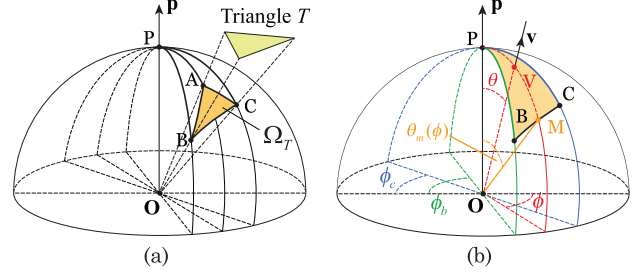 p
Triangle T
P
A
C
B
Ω_T
O
(a)
p
v
P
θ
V
C
B
M
θ_m(ϕ)
ϕ_c
ϕ_b
O
ϕ
(b)